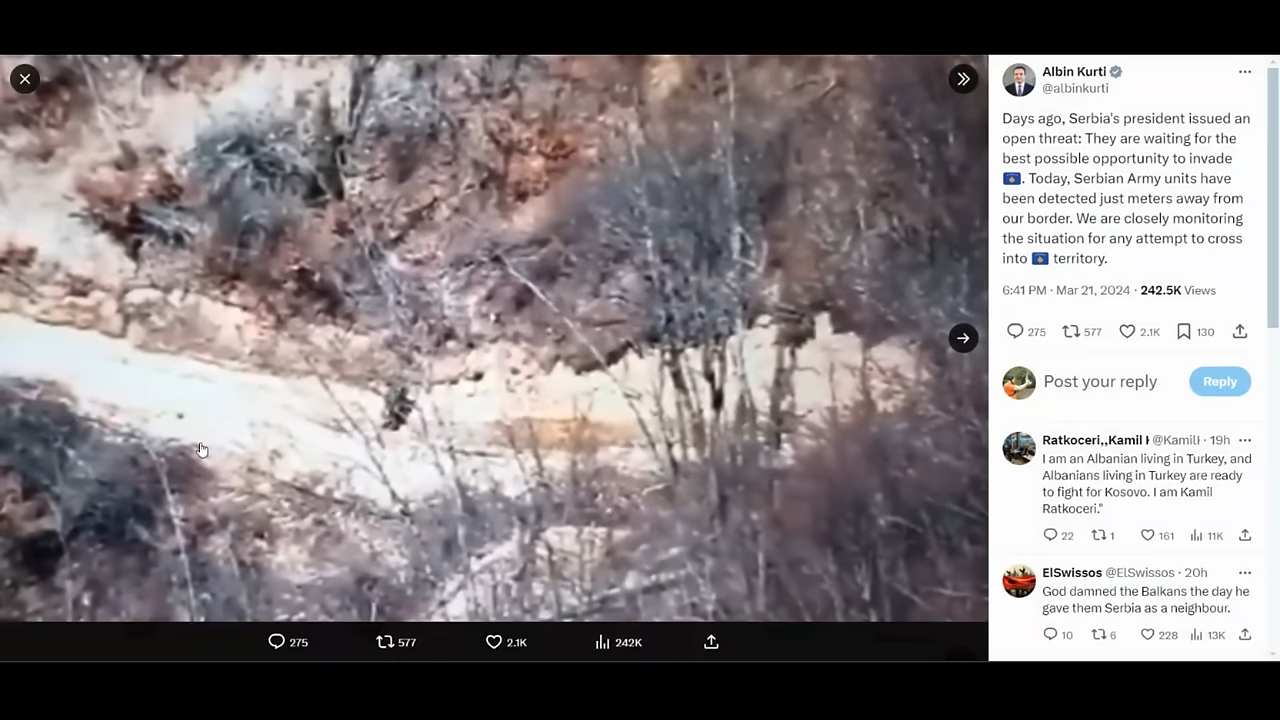 Albin Kurti
@albinkurti
Days ago, Serbia's president issued an
open threat: They are waiting for the
best possible opportunity to invade
🇽🇰. Today, Serbian Army units have
been detected just meters away from
our border. We are closely monitoring
the situation for any attempt to cross
into 🇽🇰 territory.
6:41 PM · Mar 21, 2024 · 242.5K Views
275 577 2.1K 130
Post your reply Reply
Ratkoceri,,Kamil @Kamil · 19h
I am an Albanian living in Turkey, and
Albanians living in Turkey are ready
to fight for Kosovo. I am Kamil
Ratkoceri."
22 1 161 11K
ElSwissos @ElSwissos · 20h
God damned the Balkans the day he
gave them Serbia as a neighbour.
10 6 228 13K
275 577 2.1K 242K